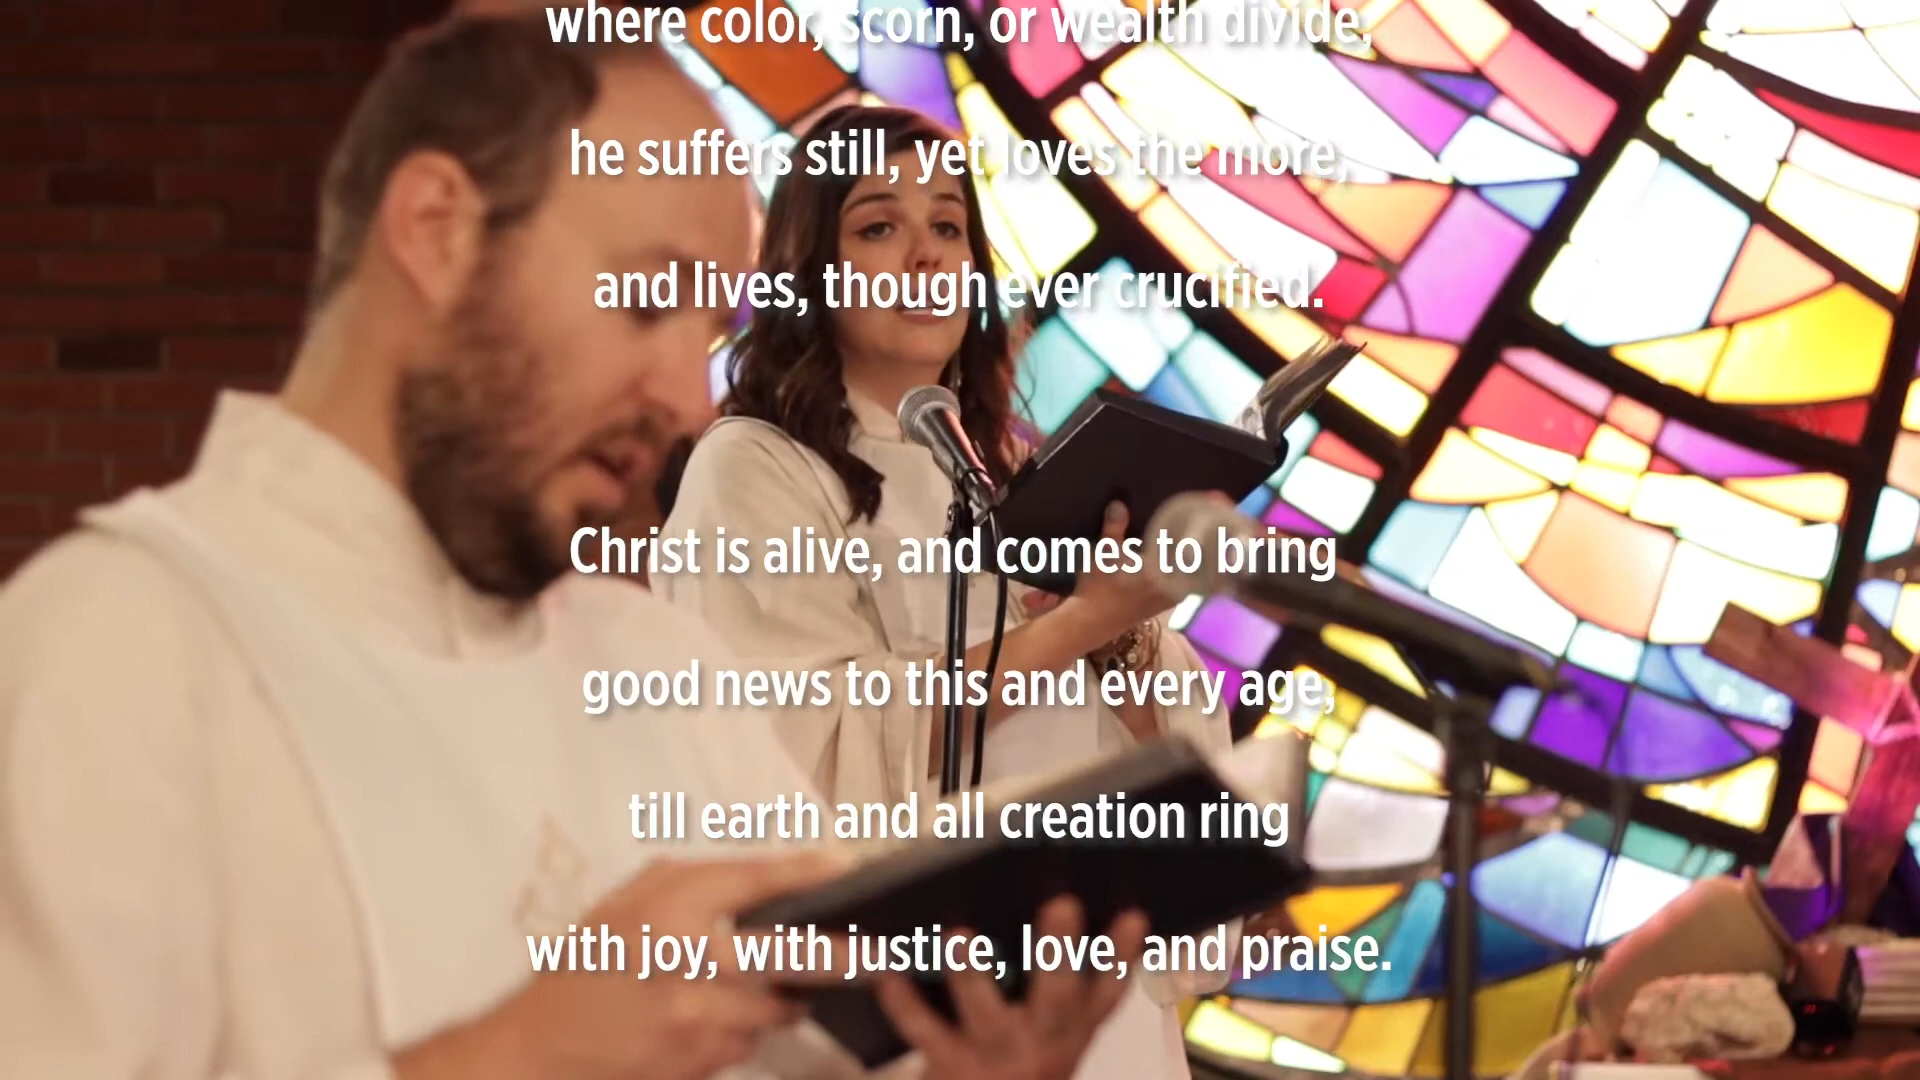 where color, scorn, or wealth divide,
he suffers still, yet loves the more,
and lives, though ever crucified.
Christ is alive, and comes to bring
good news to this and every age,
till earth and all creation ring
with joy, with justice, love, and praise.